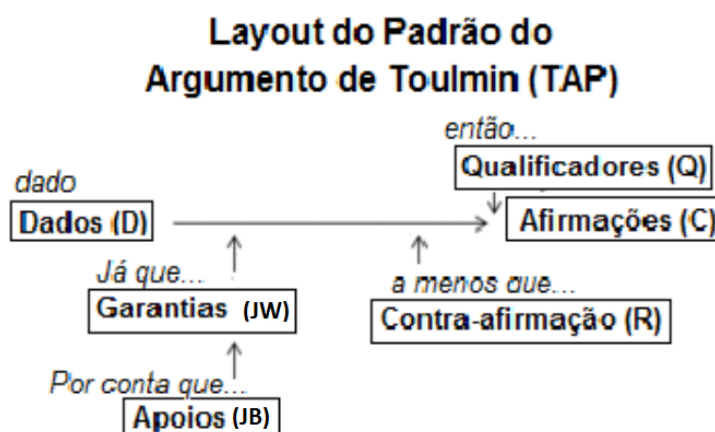 Layout do Padrão do
Argumento de Toulmin (TAP)
então...
Qualificadores (Q)
dado
Dados (D)
Afirmações (C)
Já que...
Garantias (JW)
a menos que...
Contra-afirmação (R)
Por conta que...
Apoios (JB)